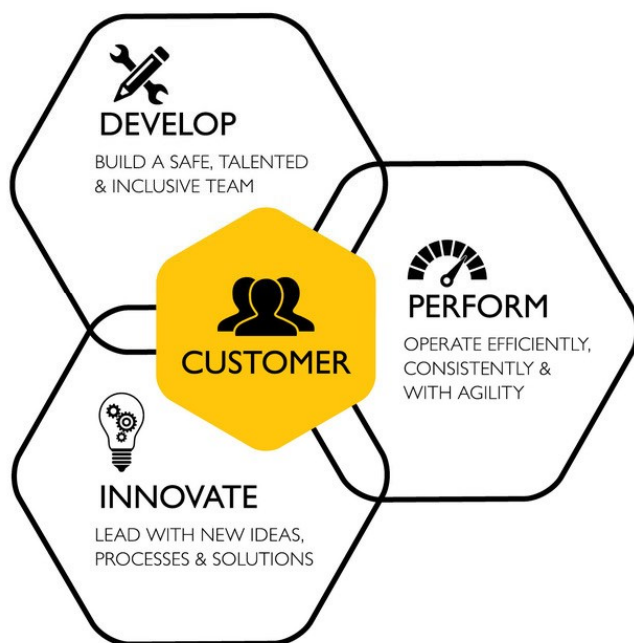 DEVELOP
BUILD A SAFE, TALENTED
& INCLUSIVE TEAM
CUSTOMER
PERFORM
OPERATE EFFICIENTLY,
CONSISTENTLY &
WITH AGILITY
INNOVATE
LEAD WITH NEW IDEAS,
PROCESSES & SOLUTIONS